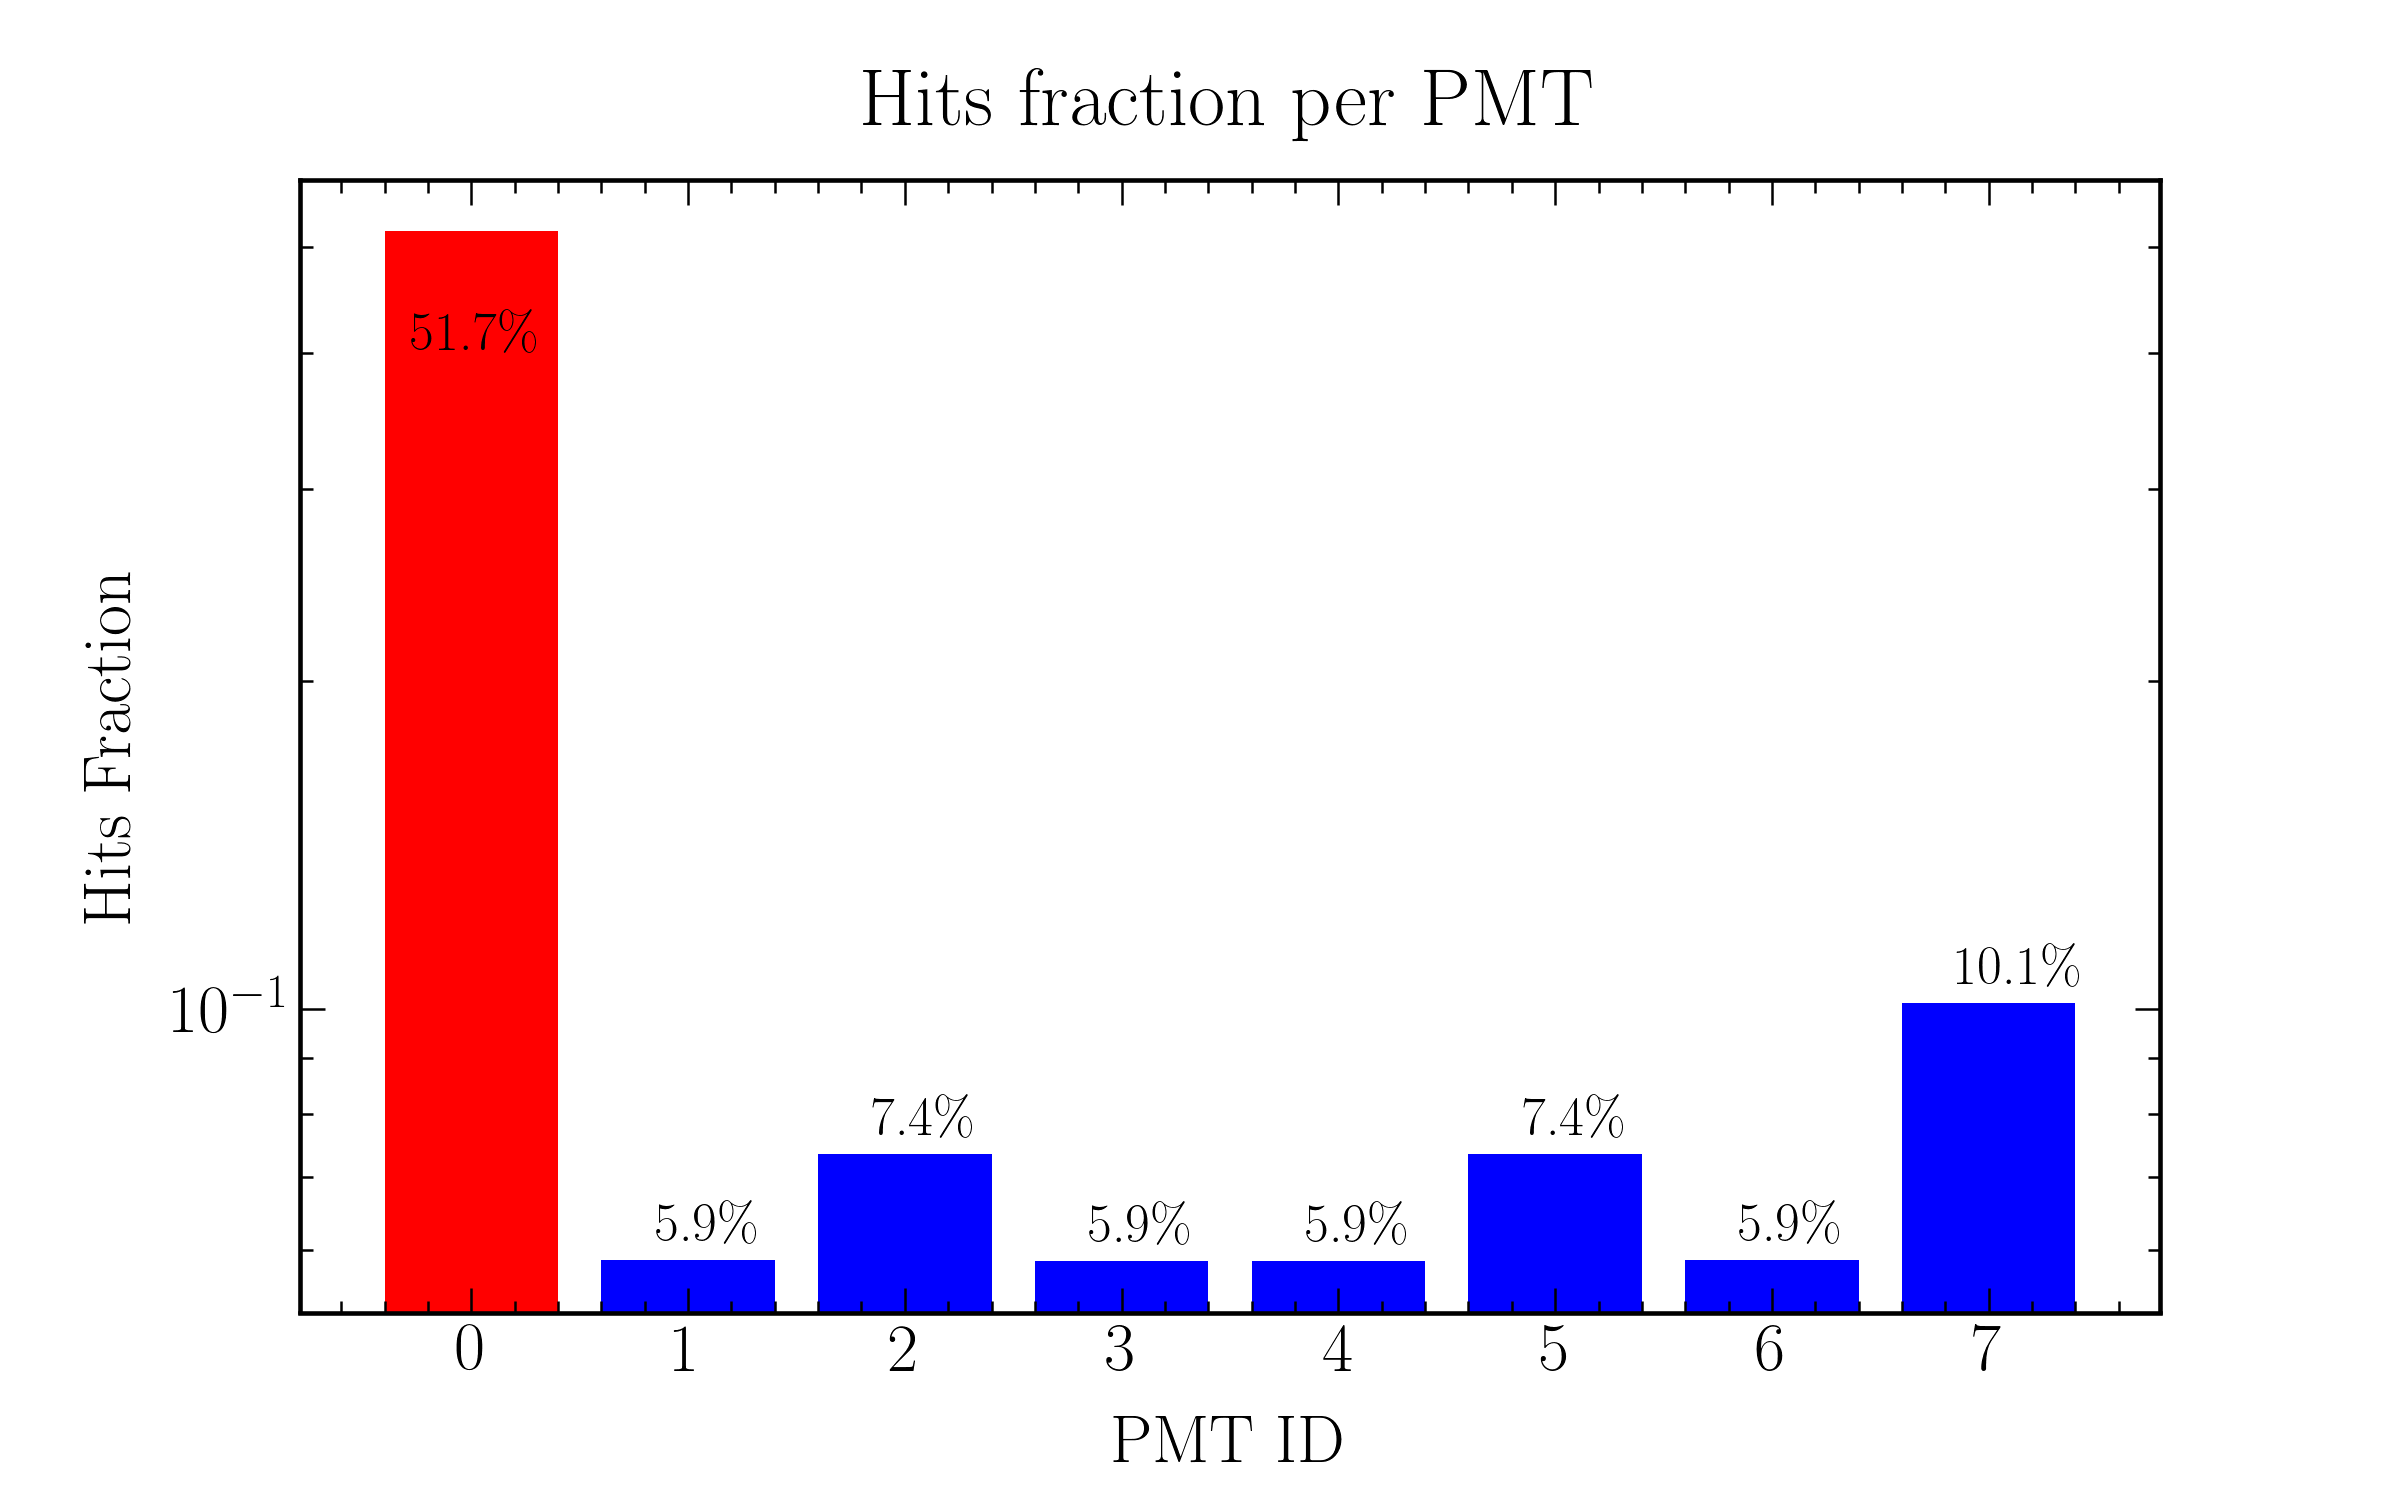 Hits fraction per PMT
51.7%
Hits Fraction
10⁻¹
10.1%
7.4%
7.4%
5.9%
5.9%
5.9%
5.9%
0 1 2 3 4 5 6 7
PMT ID